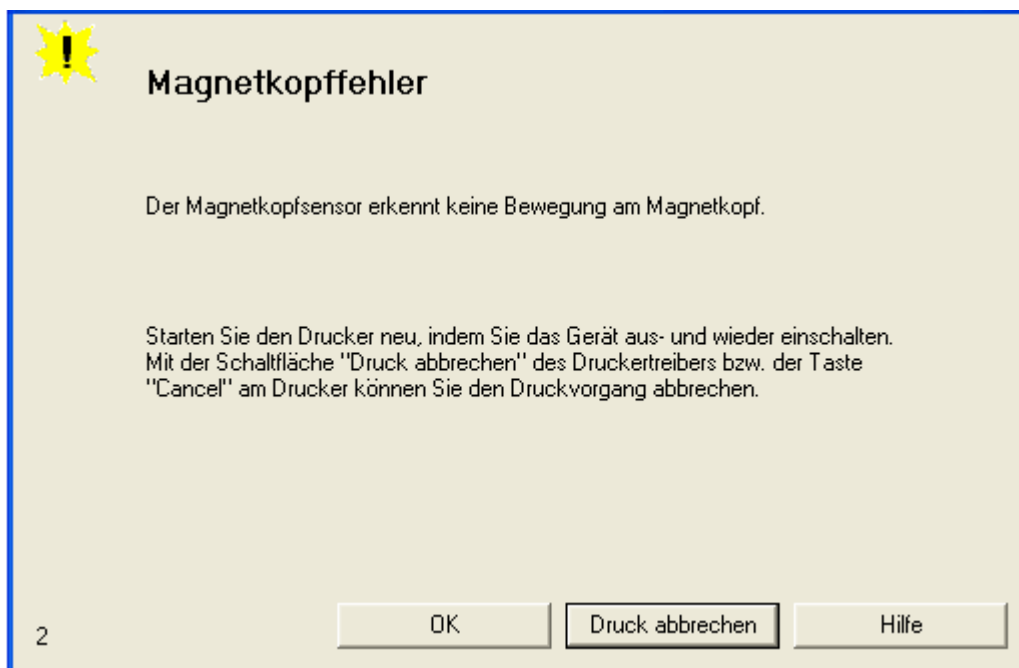 !
Magnetkopffehler
Der Magnetkopfsensor erkennt keine Bewegung am Magnetkopf.
Starten Sie den Drucker neu, indem Sie das Gerät aus- und wieder einschalten.
Mit der Schaltfläche "Druck abbrechen" des Druckertreibers bzw. der Taste
"Cancel" am Drucker können Sie den Druckvorgang abbrechen.
2
OK
Druck abbrechen
Hilfe